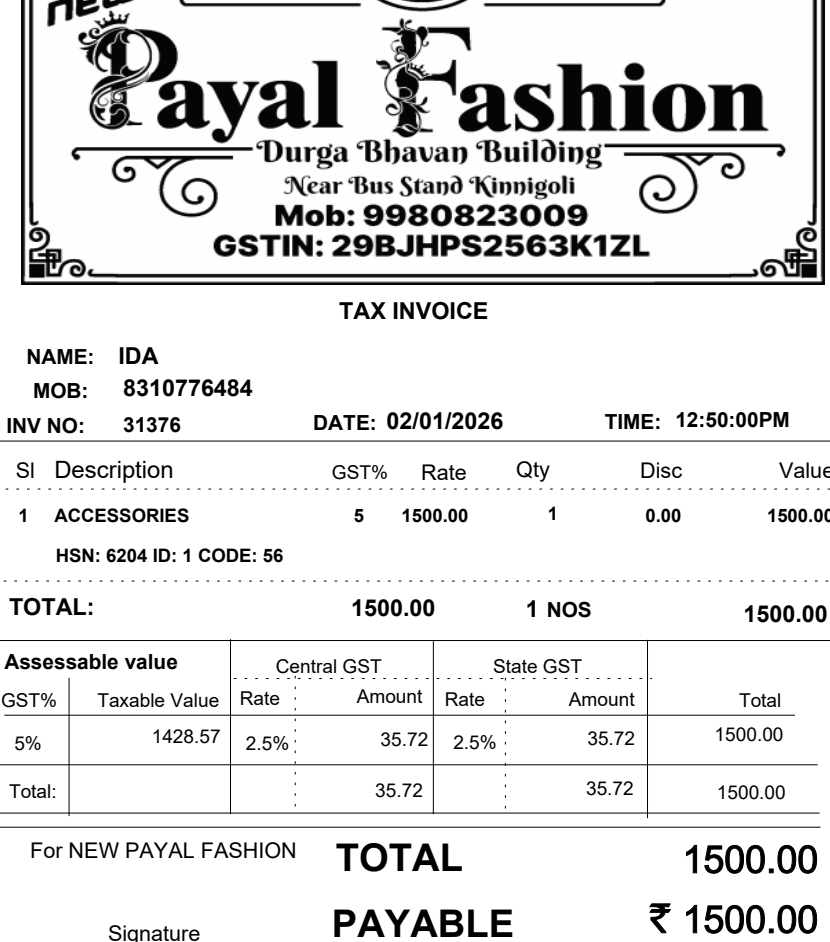 new
Payal Fashion
Durga Bhavan Building
Near Bus Stand Kinnigoli
Mob: 9980823009
GSTIN: 29BJHPS2563K1ZL
TAX INVOICE
NAME: IDA
MOB: 8310776484
INV NO: 31376 DATE: 02/01/2026 TIME: 12:50:00PM
Sl Description GST% Rate Qty Disc Value
1 ACCESSORIES 5 1500.00 1 0.00 1500.00
HSN: 6204 ID: 1 CODE: 56
TOTAL: 1500.00 1 NOS 1500.00
Assessable value Central GST State GST
GST% Taxable Value Rate Amount Rate Amount Total
5% 1428.57 2.5% 35.72 2.5% 35.72 1500.00
Total: 35.72 35.72 1500.00
For NEW PAYAL FASHION TOTAL 1500.00
Signature PAYABLE ₹ 1500.00